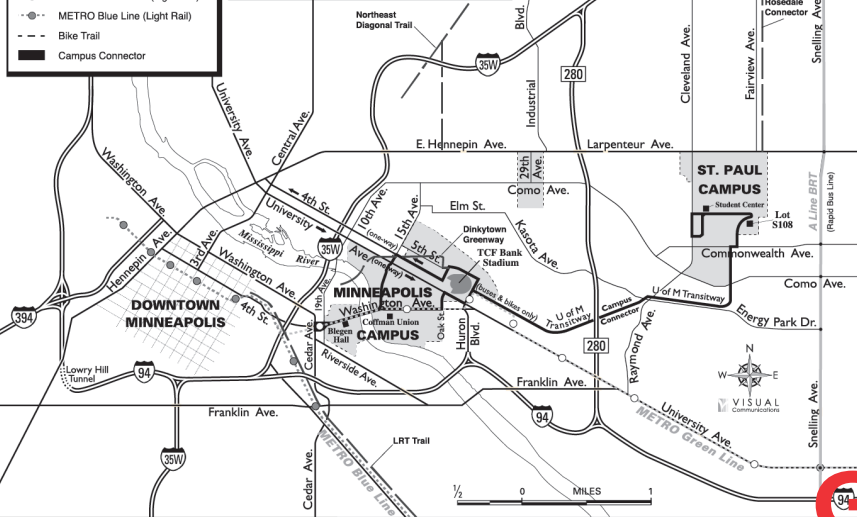 METRO Blue Line (Light Rail)
Bike Trail
Campus Connector
Northeast
Diagonal Trail
35W
Blvd.
Industrial
280
Cleveland Ave.
Fairview Ave.
Rosedale
Connector
Snelling Ave.
University Ave.
Central Ave.
Washington Ave.
E. Hennepin Ave.
Larpenteur Ave.
29th
Ave.
Como Ave.
ST. PAUL
CAMPUS
Student Center
Lot
S108
A Line BRT
(Rapid Bus Line)
4th St.
University
Ave.
(one-way)
10th Ave.
(one-way)
15th Ave.
Elm St.
Kasota Ave.
Dinkytown
Greenway
5th St.
TCF Bank
Stadium
Commonwealth Ave.
Como Ave.
Mississippi
River
35W
Hennepin Ave.
3rd Ave.
Washington Ave.
19th Ave.
MINNEAPOLIS
CAMPUS
Washington Ave.
Coffman Union
Blegen
Hall
Oak St.
Huron
Blvd.
(buses & bikes only)
U of M
Transitway
Campus
Connector
U of M Transitway
Energy Park Dr.
DOWNTOWN
MINNEAPOLIS
4th St.
394
Cedar Ave.
Riverside Ave.
280
Raymond Ave.
N
W
E
S
VISUAL
Communications
Lowry Hill
Tunnel
94
Franklin Ave.
Franklin Ave.
94
University Ave.
METRO Green Line
Snelling Ave.
35W
LRT Trail
METRO Blue Line
Cedar Ave.
1/2
0
MILES
1
94